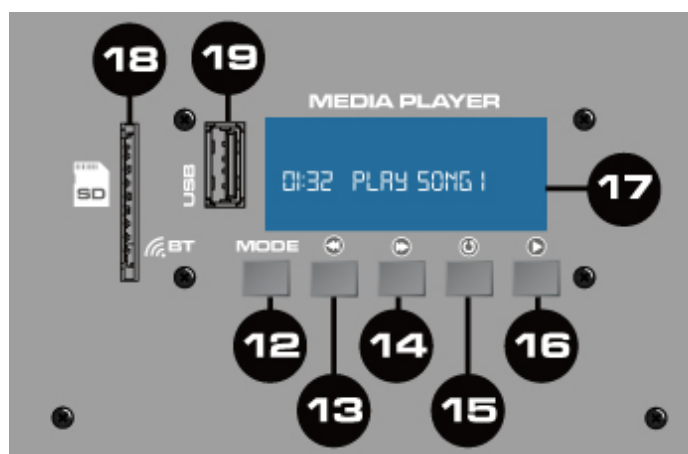 18
19
MEDIA PLAYER
SD
USB
01:32 PLAY SONG 1
17
BT
MODE
12
14
16
13
15